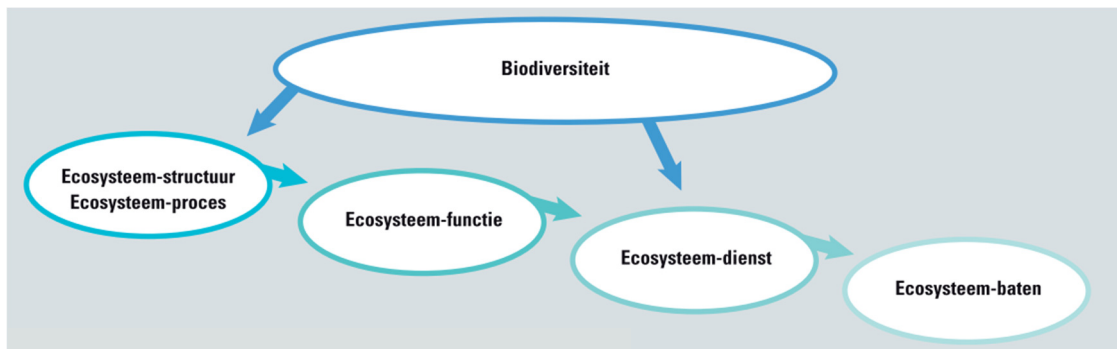 Biodiversiteit
Ecosysteem-structuur
Ecosysteem-proces
Ecosysteem-functie
Ecosysteem-dienst
Ecosysteem-baten